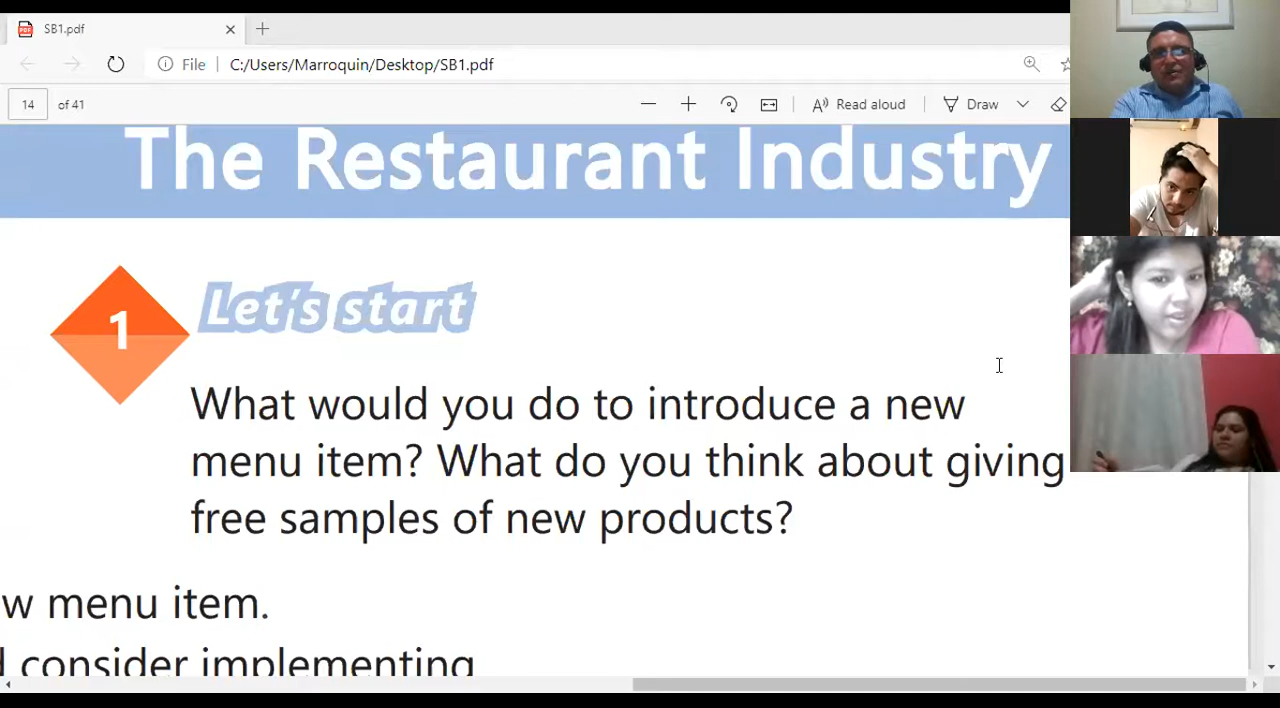 SB1.pdf
File C:/Users/Marroquin/Desktop/SB1.pdf
14 of 41 Read aloud Draw
The Restaurant Industry
1 Let's start
What would you do to introduce a new
menu item? What do you think about giving
free samples of new products?
w menu item.
d consider implementing